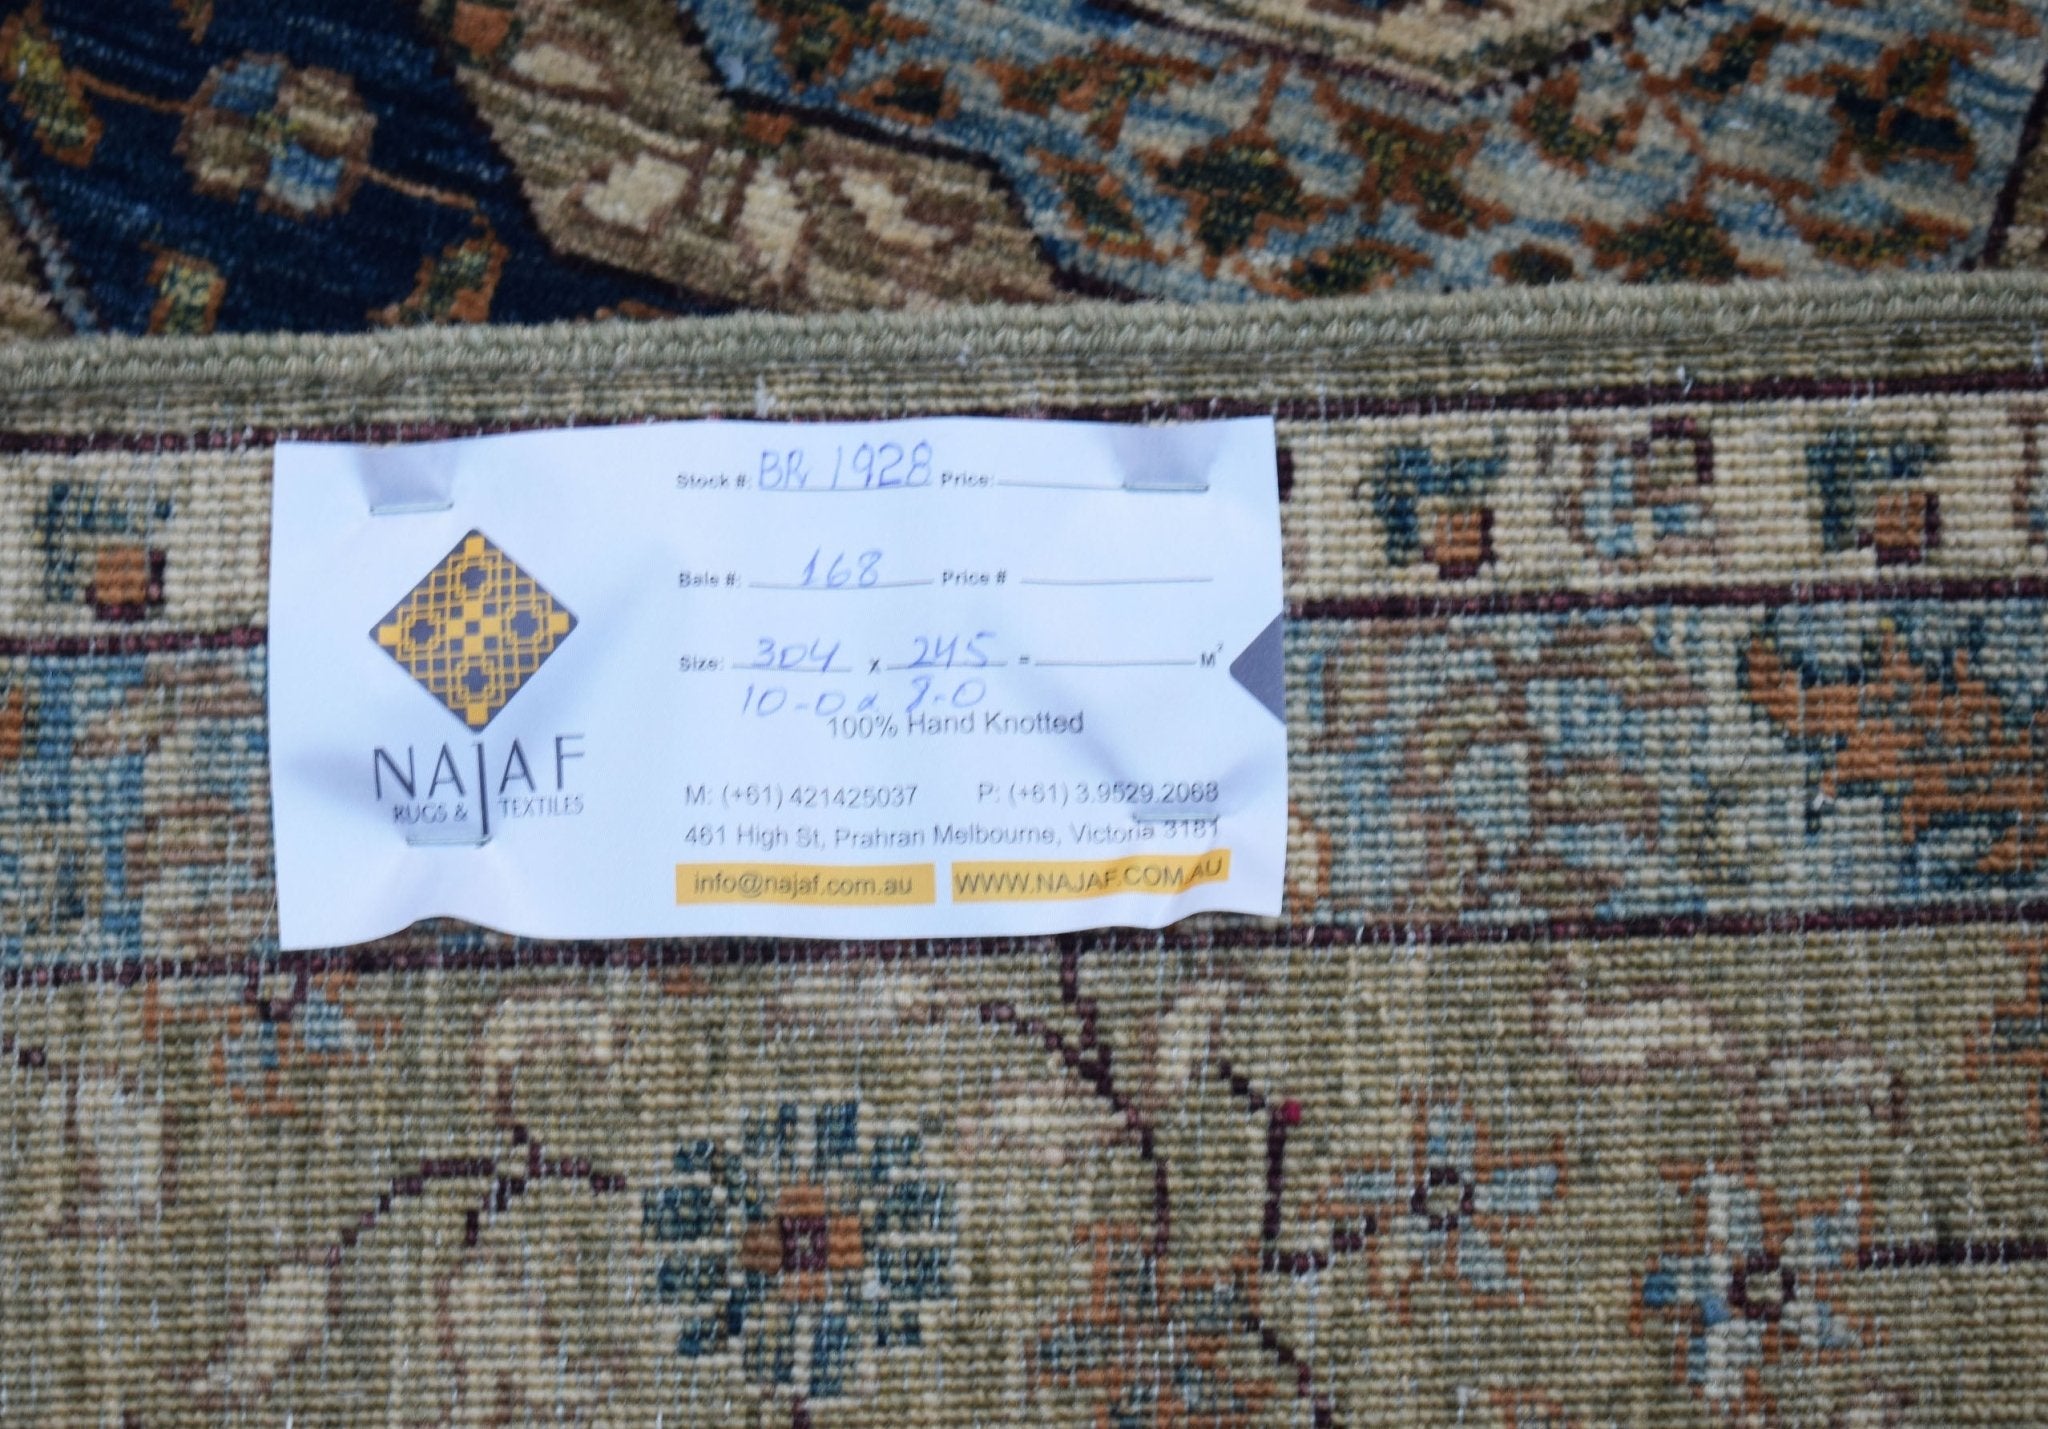 Stock #: BR 1928 Price:
Bale #: 168 Price #
Size: 304 x 245 = M²
10-0 x 8-0
100% Hand Knotted
NAJAF
RUGS & TEXTILES
M: (+61) 421425037 P: (+61) 3.9529.2068
461 High St, Prahran Melbourne, Victoria 3181
info@najaf.com.au WWW.NAJAF.COM.AU